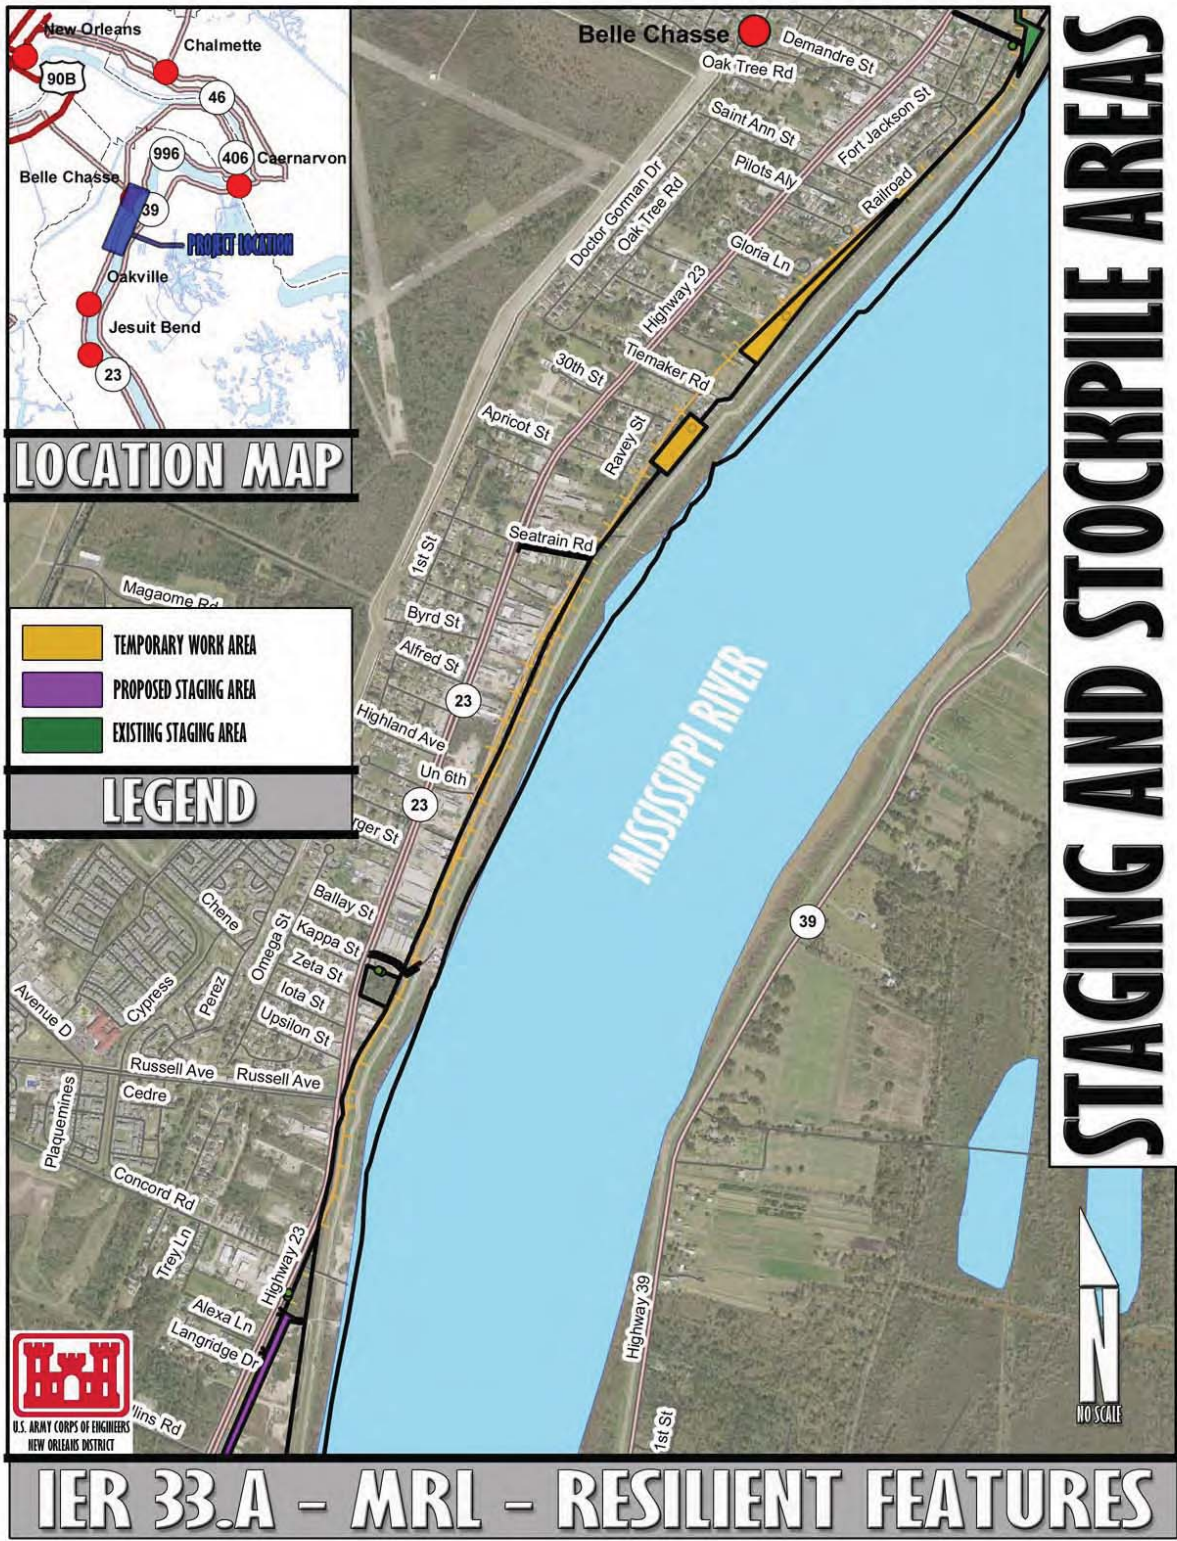 New Orleans
Chalmette
90B
46
996
406
Caernarvon
Belle Chasse
39
PROJECT LOCATION
Oakville
Jesuit Bend
23
LOCATION MAP
Magaome Rd
TEMPORARY WORK AREA
PROPOSED STAGING AREA
EXISTING STAGING AREA
LEGEND
Belle Chasse
Demandre St
Oak Tree Rd
Saint Ann St
Fort Jackson St
Pilots Aly
Railroad
Doctor Gorman Dr
Oak Tree Rd
Gloria Ln
Highway 23
Tiemaker Rd
30th St
Apricot St
Ravey St
Seatrain Rd
1st St
Byrd St
Alfred St
23
Highland Ave
Un 6th
23
rger St
MISSISSIPPI RIVER
Ballay St
Chene
Kappa St
Omega St
Zeta St
39
Iota St
Perez
Cypress
Avenue D
Upsilon St
Russell Ave
Russell Ave
Cedre
Plaquemines
Concord Rd
Trey Ln
Highway 23
Alexa Ln
Langridge Dr
llins Rd
Highway 39
1st St
U.S. ARMY CORPS OF ENGINEERS
NEW ORLEANS DISTRICT
N
NO SCALE
STAGING AND STOCKPILE AREAS
IER 33.A - MRL - RESILIENT FEATURES